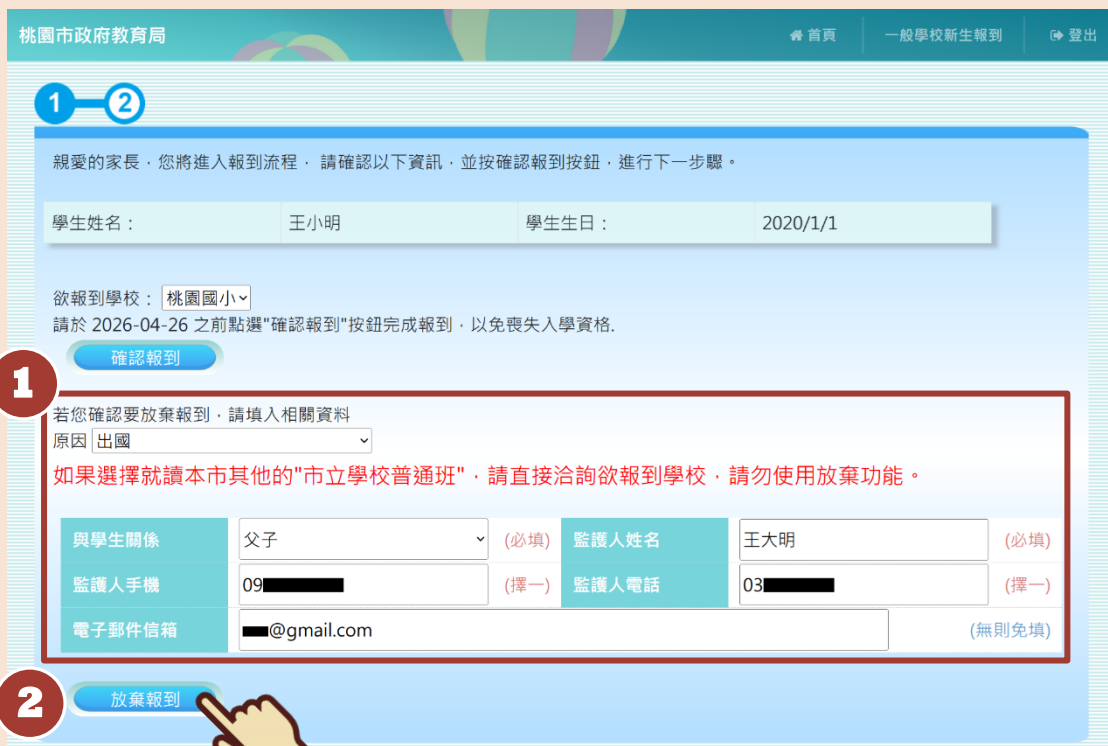 桃園市政府教育局 首頁 一般學校新生報到 登出
1 2
親愛的家長，您將進入報到流程， 請確認以下資訊，並按確認報到按鈕，進行下一步驟。
學生姓名： 王小明 學生生日： 2020/1/1
欲報到學校： 桃園國小
請於 2026-04-26 之前點選"確認報到"按鈕完成報到，以免喪失入學資格.
確認報到
1
若您確認要放棄報到，請填入相關資料
原因 出國
如果選擇就讀本市其他的"市立學校普通班"，請直接洽詢欲報到學校，請勿使用放棄功能。
與學生關係 父子 (必填) 監護人姓名 王大明 (必填)
監護人手機 09 (擇一) 監護人電話 03 (擇一)
電子郵件信箱 @gmail.com (無則免填)
2 放棄報到